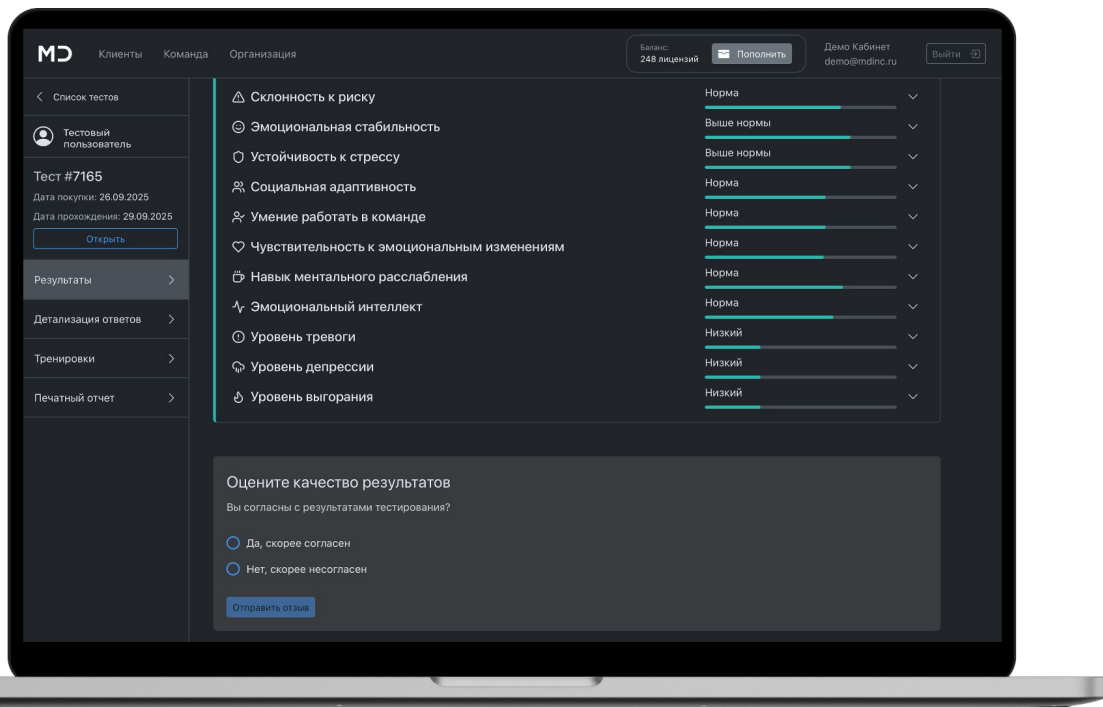 MD
Клиенты
Команда
Организация
Баланс:
248 лицензий
Пополнить
Демо Кабинет
demo@mdinc.ru
Выйти
Список тестов
Тестовый
пользователь
Тест #7165
Дата покупки: 26.09.2025
Дата прохождения: 29.09.2025
Открыть
Результаты
Детализация ответов
Тренировки
Печатный отчет
Склонность к риску
Норма
Эмоциональная стабильность
Выше нормы
Устойчивость к стрессу
Выше нормы
Социальная адаптивность
Норма
Умение работать в команде
Норма
Чувствительность к эмоциональным изменениям
Норма
Навык ментального расслабления
Норма
Эмоциональный интеллект
Норма
Уровень тревоги
Низкий
Уровень депрессии
Низкий
Уровень выгорания
Низкий
Оцените качество результатов
Вы согласны с результатами тестирования?
Да, скорее согласен
Нет, скорее несогласен
Отправить отзыв